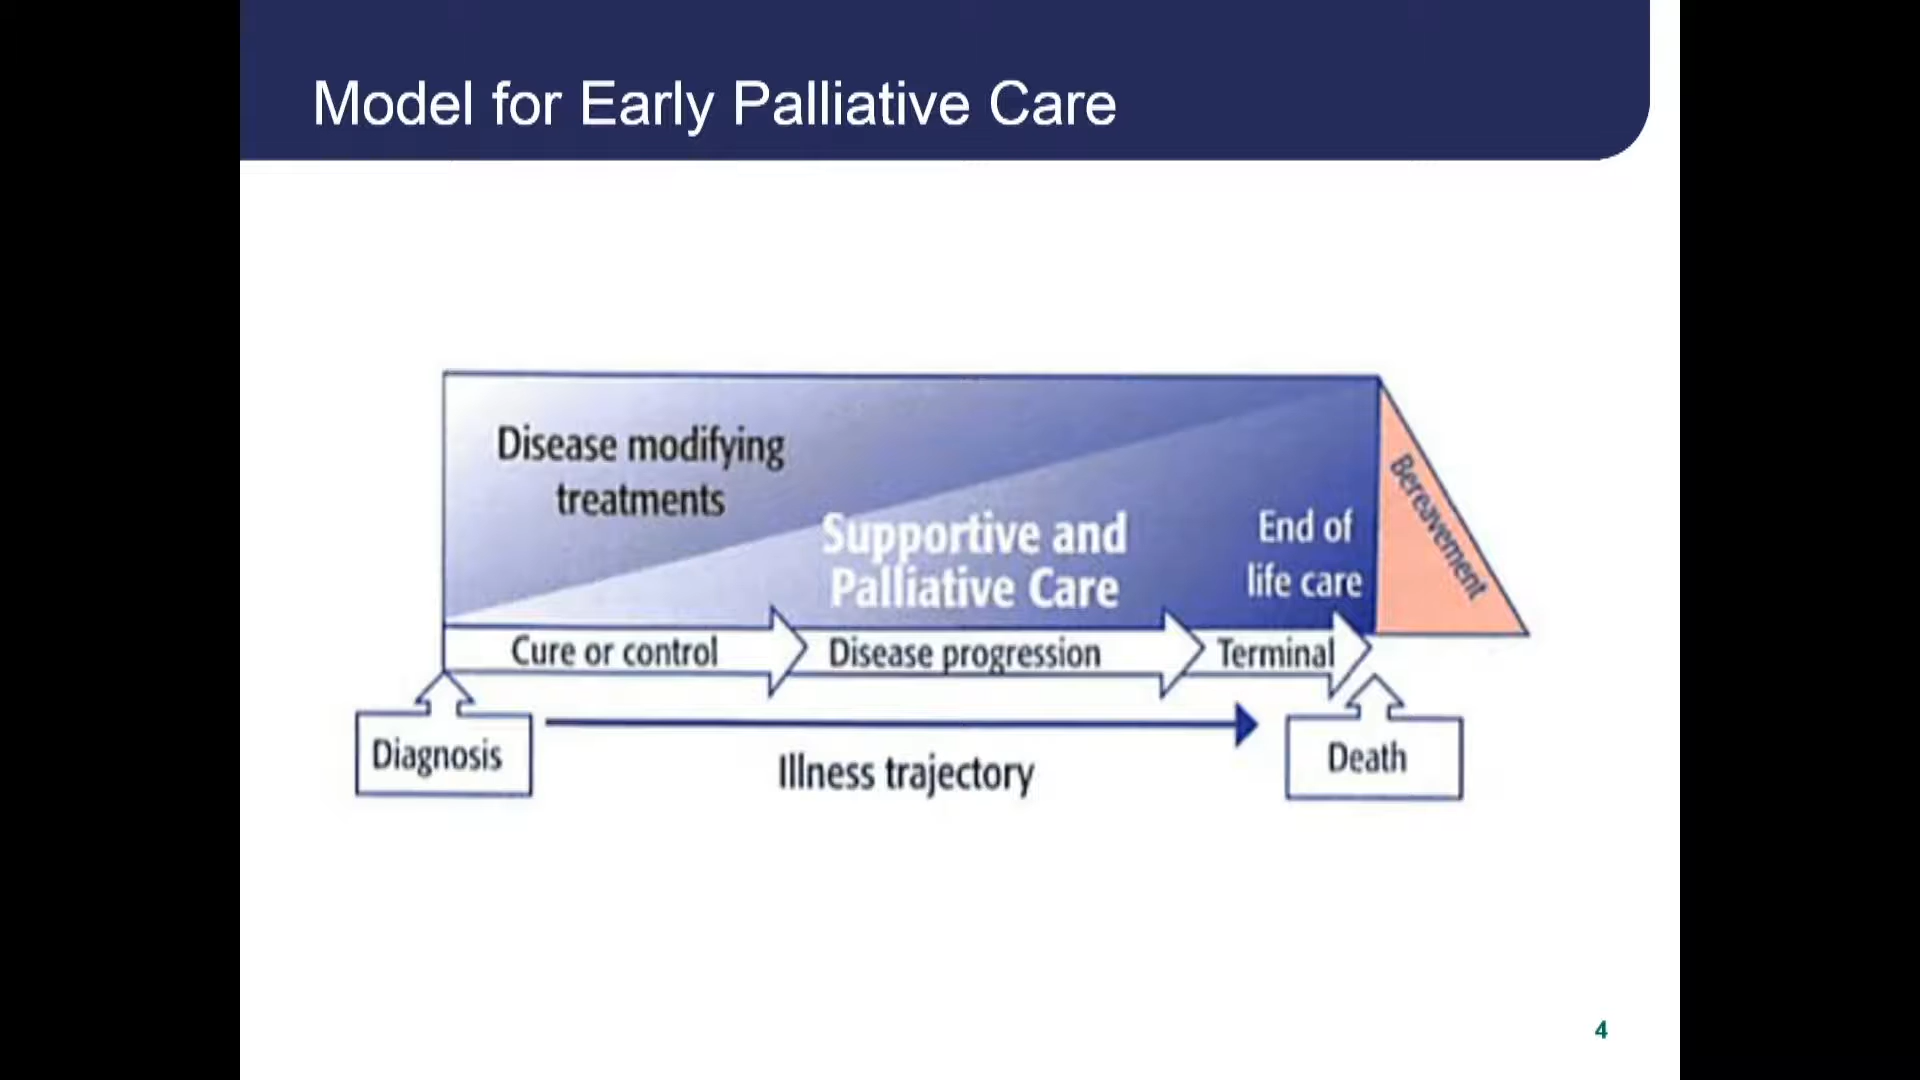 Model for Early Palliative Care
Disease modifying
treatments
Supportive and
Palliative Care
End of
life care
Bereavement
Cure or control
Disease progression
Terminal
Diagnosis
Illness trajectory
Death
4